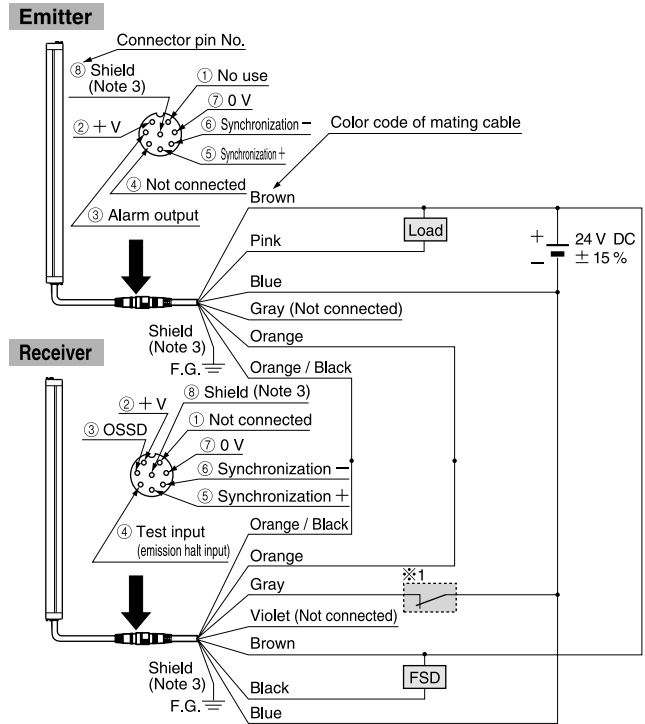 Emitter
Connector pin No.
⑧ Shield
(Note 3)
① No use
⑦ 0 V
② + V
⑥ Synchronization −
⑤ Synchronization +
④ Not connected
③ Alarm output
Color code of mating cable
Brown
Load
Pink
+
−
24 V DC
± 15 %
Blue
Gray (Not connected)
Orange
Shield
(Note 3)
F.G.
Orange / Black
Receiver
② + V
⑧ Shield (Note 3)
③ OSSD
① Not connected
⑦ 0 V
⑥ Synchronization −
⑤ Synchronization +
④ Test input
(emission halt input)
Orange / Black
Orange
Gray
※1
Violet (Not connected)
Brown
Shield
(Note 3)
F.G.
FSD
Black
Blue